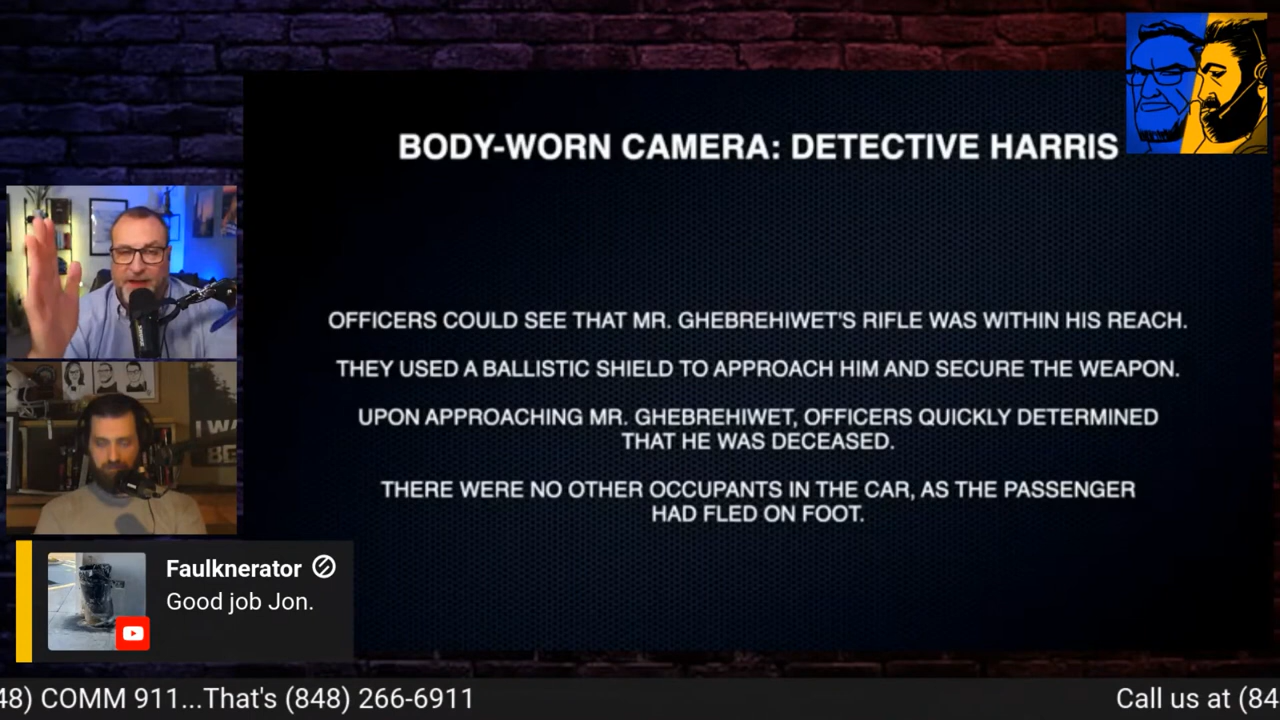 BODY-WORN CAMERA: DETECTIVE HARRIS
OFFICERS COULD SEE THAT MR. GHEBREHIWET'S RIFLE WAS WITHIN HIS REACH.
THEY USED A BALLISTIC SHIELD TO APPROACH HIM AND SECURE THE WEAPON.
UPON APPROACHING MR. GHEBREHIWET, OFFICERS QUICKLY DETERMINED
THAT HE WAS DECEASED.
THERE WERE NO OTHER OCCUPANTS IN THE CAR, AS THE PASSENGER
HAD FLED ON FOOT.
I WA
Faulknerator
Good job Jon.
48) COMM 911...That's (848) 266-6911
Call us at (84